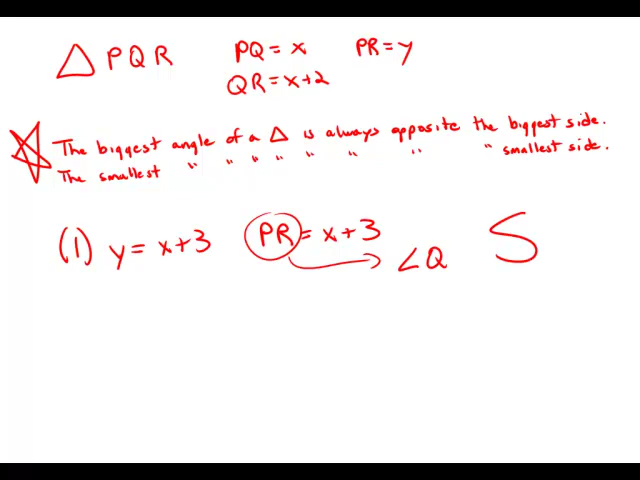 △ PQR PQ = x PR = y
QR = x+2
The biggest angle of a △ is always opposite the biggest side.
The smallest " " " " " " " " smallest side.
(1) y = x+3 PR = x+3 S
∠Q